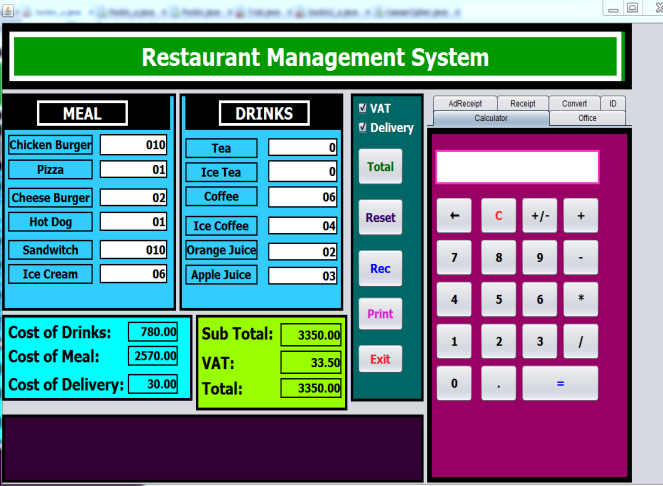 Restaurant Management System
MEAL
Chicken Burger 010
Pizza 01
Cheese Burger 02
Hot Dog 01
Sandwitch 010
Ice Cream 06
DRINKS
Tea 0
Ice Tea 0
Coffee 06
Ice Coffee 04
Orange Juice 02
Apple Juice 03
VAT
Delivery
Total
Reset
Rec
Print
Exit
AdReceipt Receipt Convert ID
Calculator Office
← C +/- +
7 8 9 -
4 5 6 *
1 2 3 /
0 . =
Cost of Drinks: 780.00
Cost of Meal: 2570.00
Cost of Delivery: 30.00
Sub Total: 3350.00
VAT: 33.50
Total: 3350.00